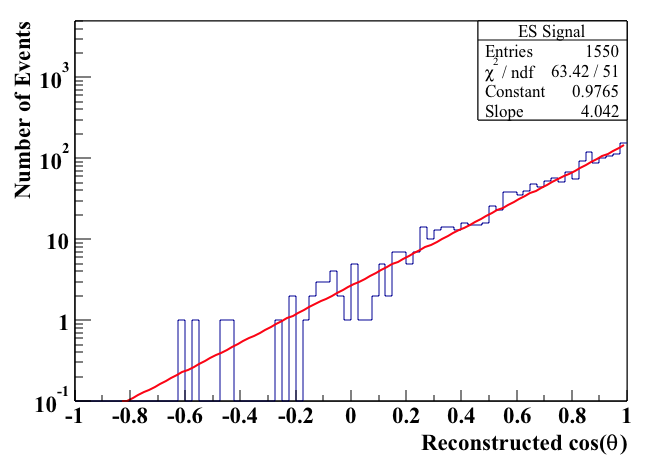 Number of Events
ES Signal
Entries 1550
χ² / ndf 63.42 / 51
Constant 0.9765
Slope 4.042
10³
10²
10
1
10⁻¹
-1 -0.8 -0.6 -0.4 -0.2 0 0.2 0.4 0.6 0.8 1
Reconstructed cos(θ)